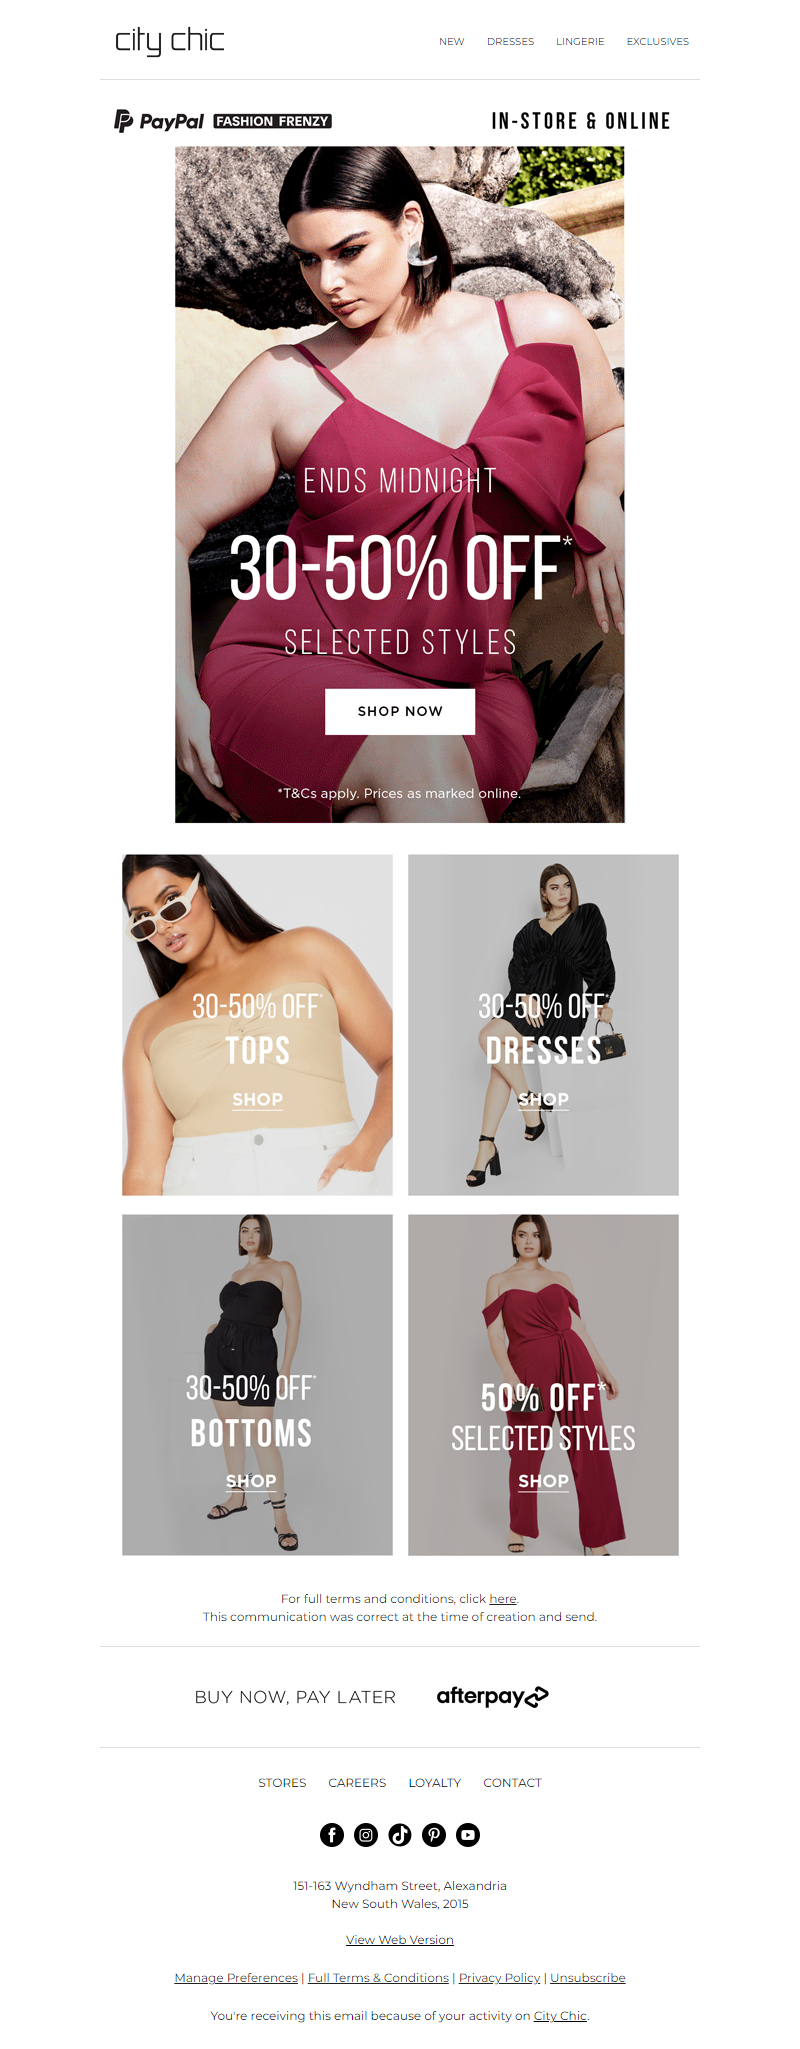 city chic
NEW DRESSES LINGERIE EXCLUSIVES
PayPal FASHION FRENZY
IN-STORE & ONLINE
ENDS MIDNIGHT
30-50% OFF*
SELECTED STYLES
SHOP NOW
*T&Cs apply. Prices as marked online.
30-50% OFF*
TOPS
SHOP
30-50% OFF*
DRESSES
SHOP
30-50% OFF*
BOTTOMS
SHOP
50% OFF*
SELECTED STYLES
SHOP
For full terms and conditions, click here.
This communication was correct at the time of creation and send.
BUY NOW, PAY LATER afterpay
STORES CAREERS LOYALTY CONTACT
151-163 Wyndham Street, Alexandria
New South Wales, 2015
View Web Version
Manage Preferences | Full Terms & Conditions | Privacy Policy | Unsubscribe
You're receiving this email because of your activity on City Chic.